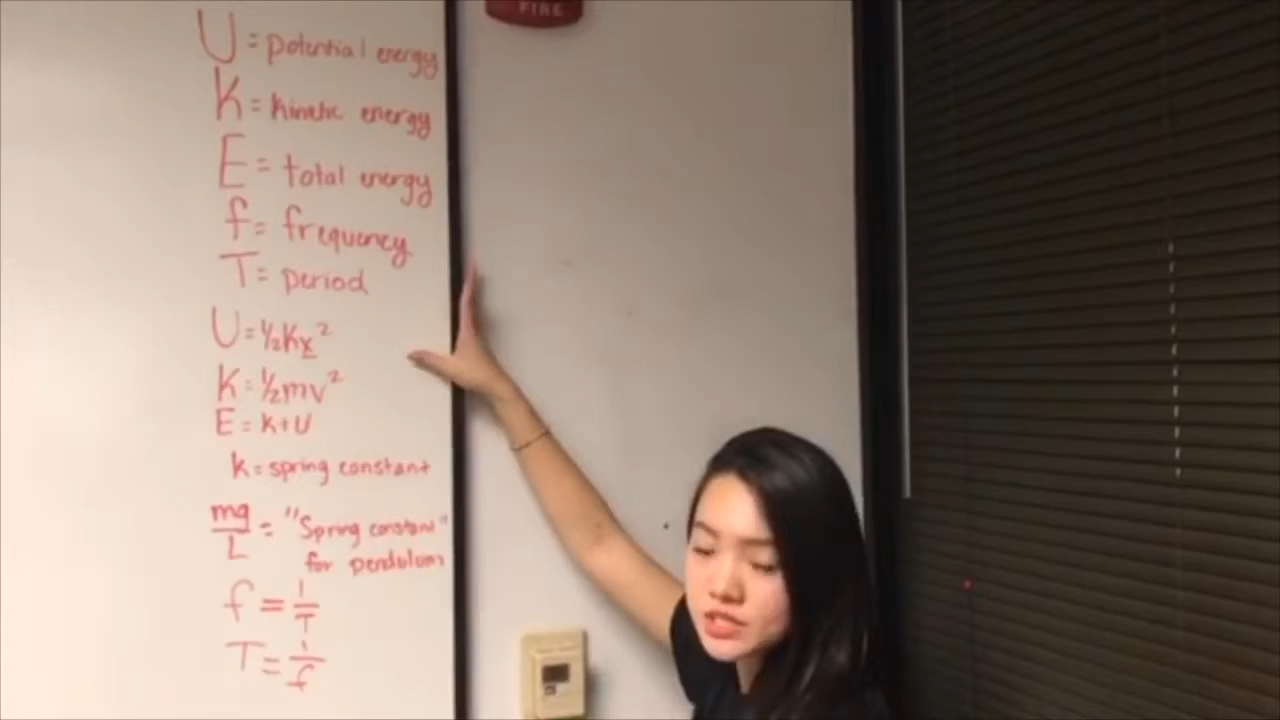 FIRE
U = potential energy
K = kinetic energy
E = total energy
f = frequency
T = period
U = ½kx²
K = ½mv²
E = K+U
k = spring constant
mg/L = "Spring constant"
for pendulum
f = 1/T
T = 1/f